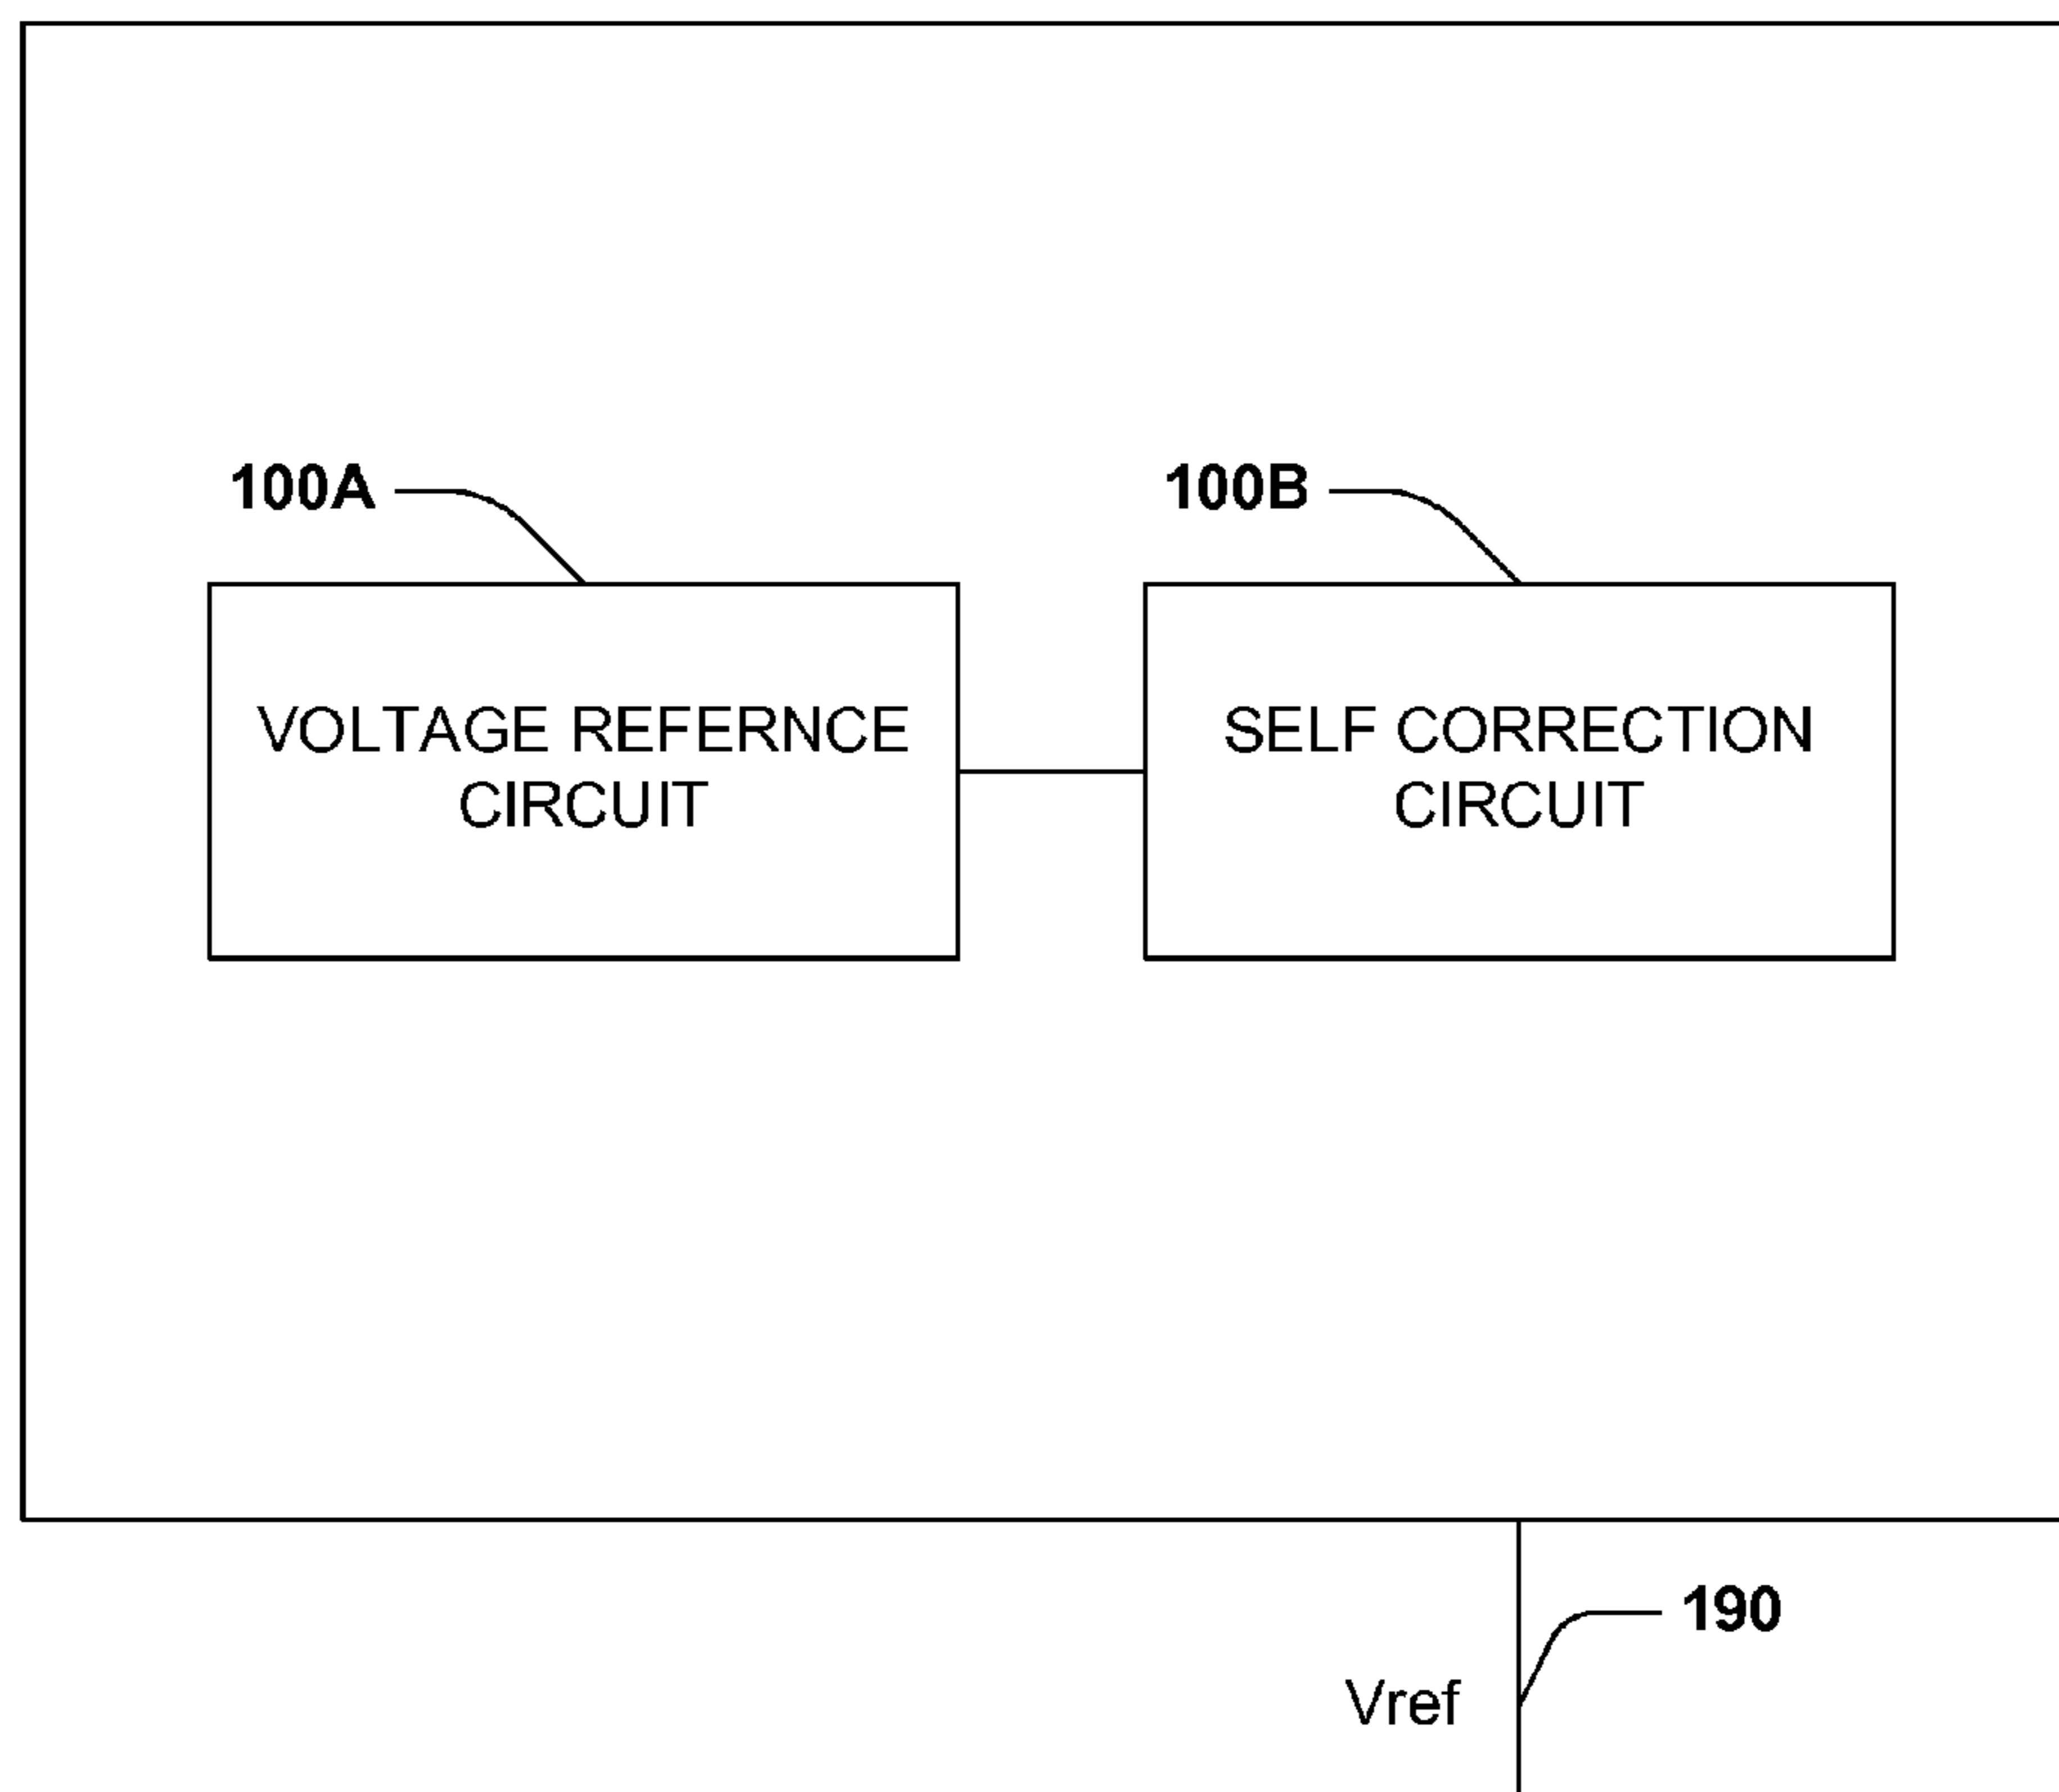 100A
100B
VOLTAGE REFERNCE
CIRCUIT
SELF CORRECTION
CIRCUIT
190
Vref